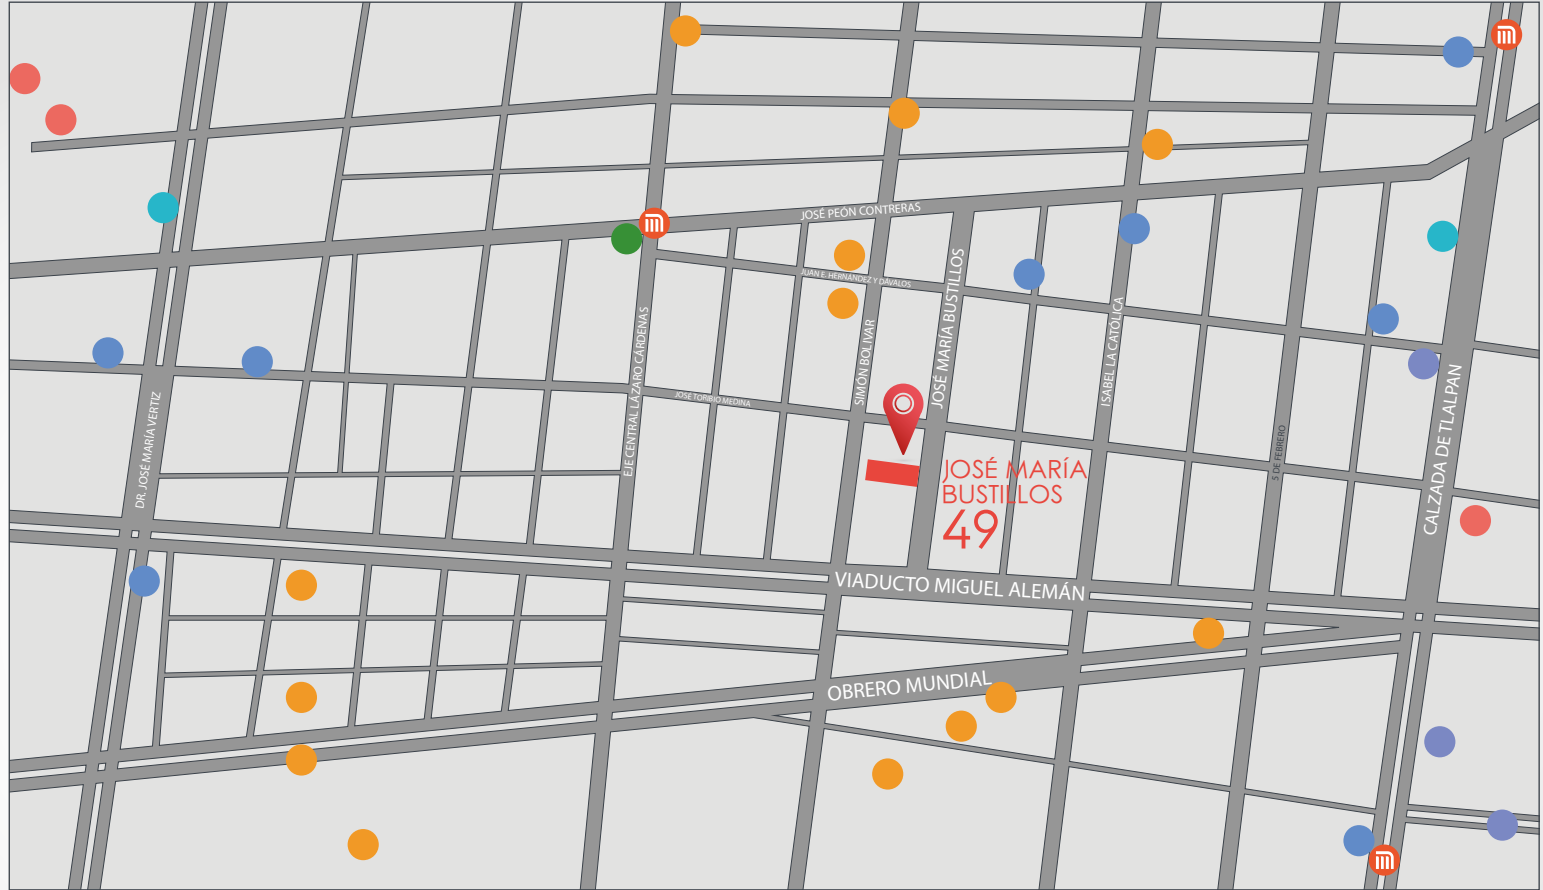 JOSÉ PEÓN CONTRERAS
JUAN E. HERNÁNDEZ Y DÁVALOS
JOSÉ MARÍA BUSTILLOS
SIMÓN BOLIVAR
ISABEL LA CATÓLICA
EJE CENTRAL LÁZARO CÁRDENAS
JOSÉ TORIBIO MEDINA
DR. JOSÉ MARÍA VERTIZ
5 DE FEBRERO
CALZADA DE TLALPAN
JOSÉ MARÍA
BUSTILLOS
49
VIADUCTO MIGUEL ALEMÁN
OBRERO MUNDIAL